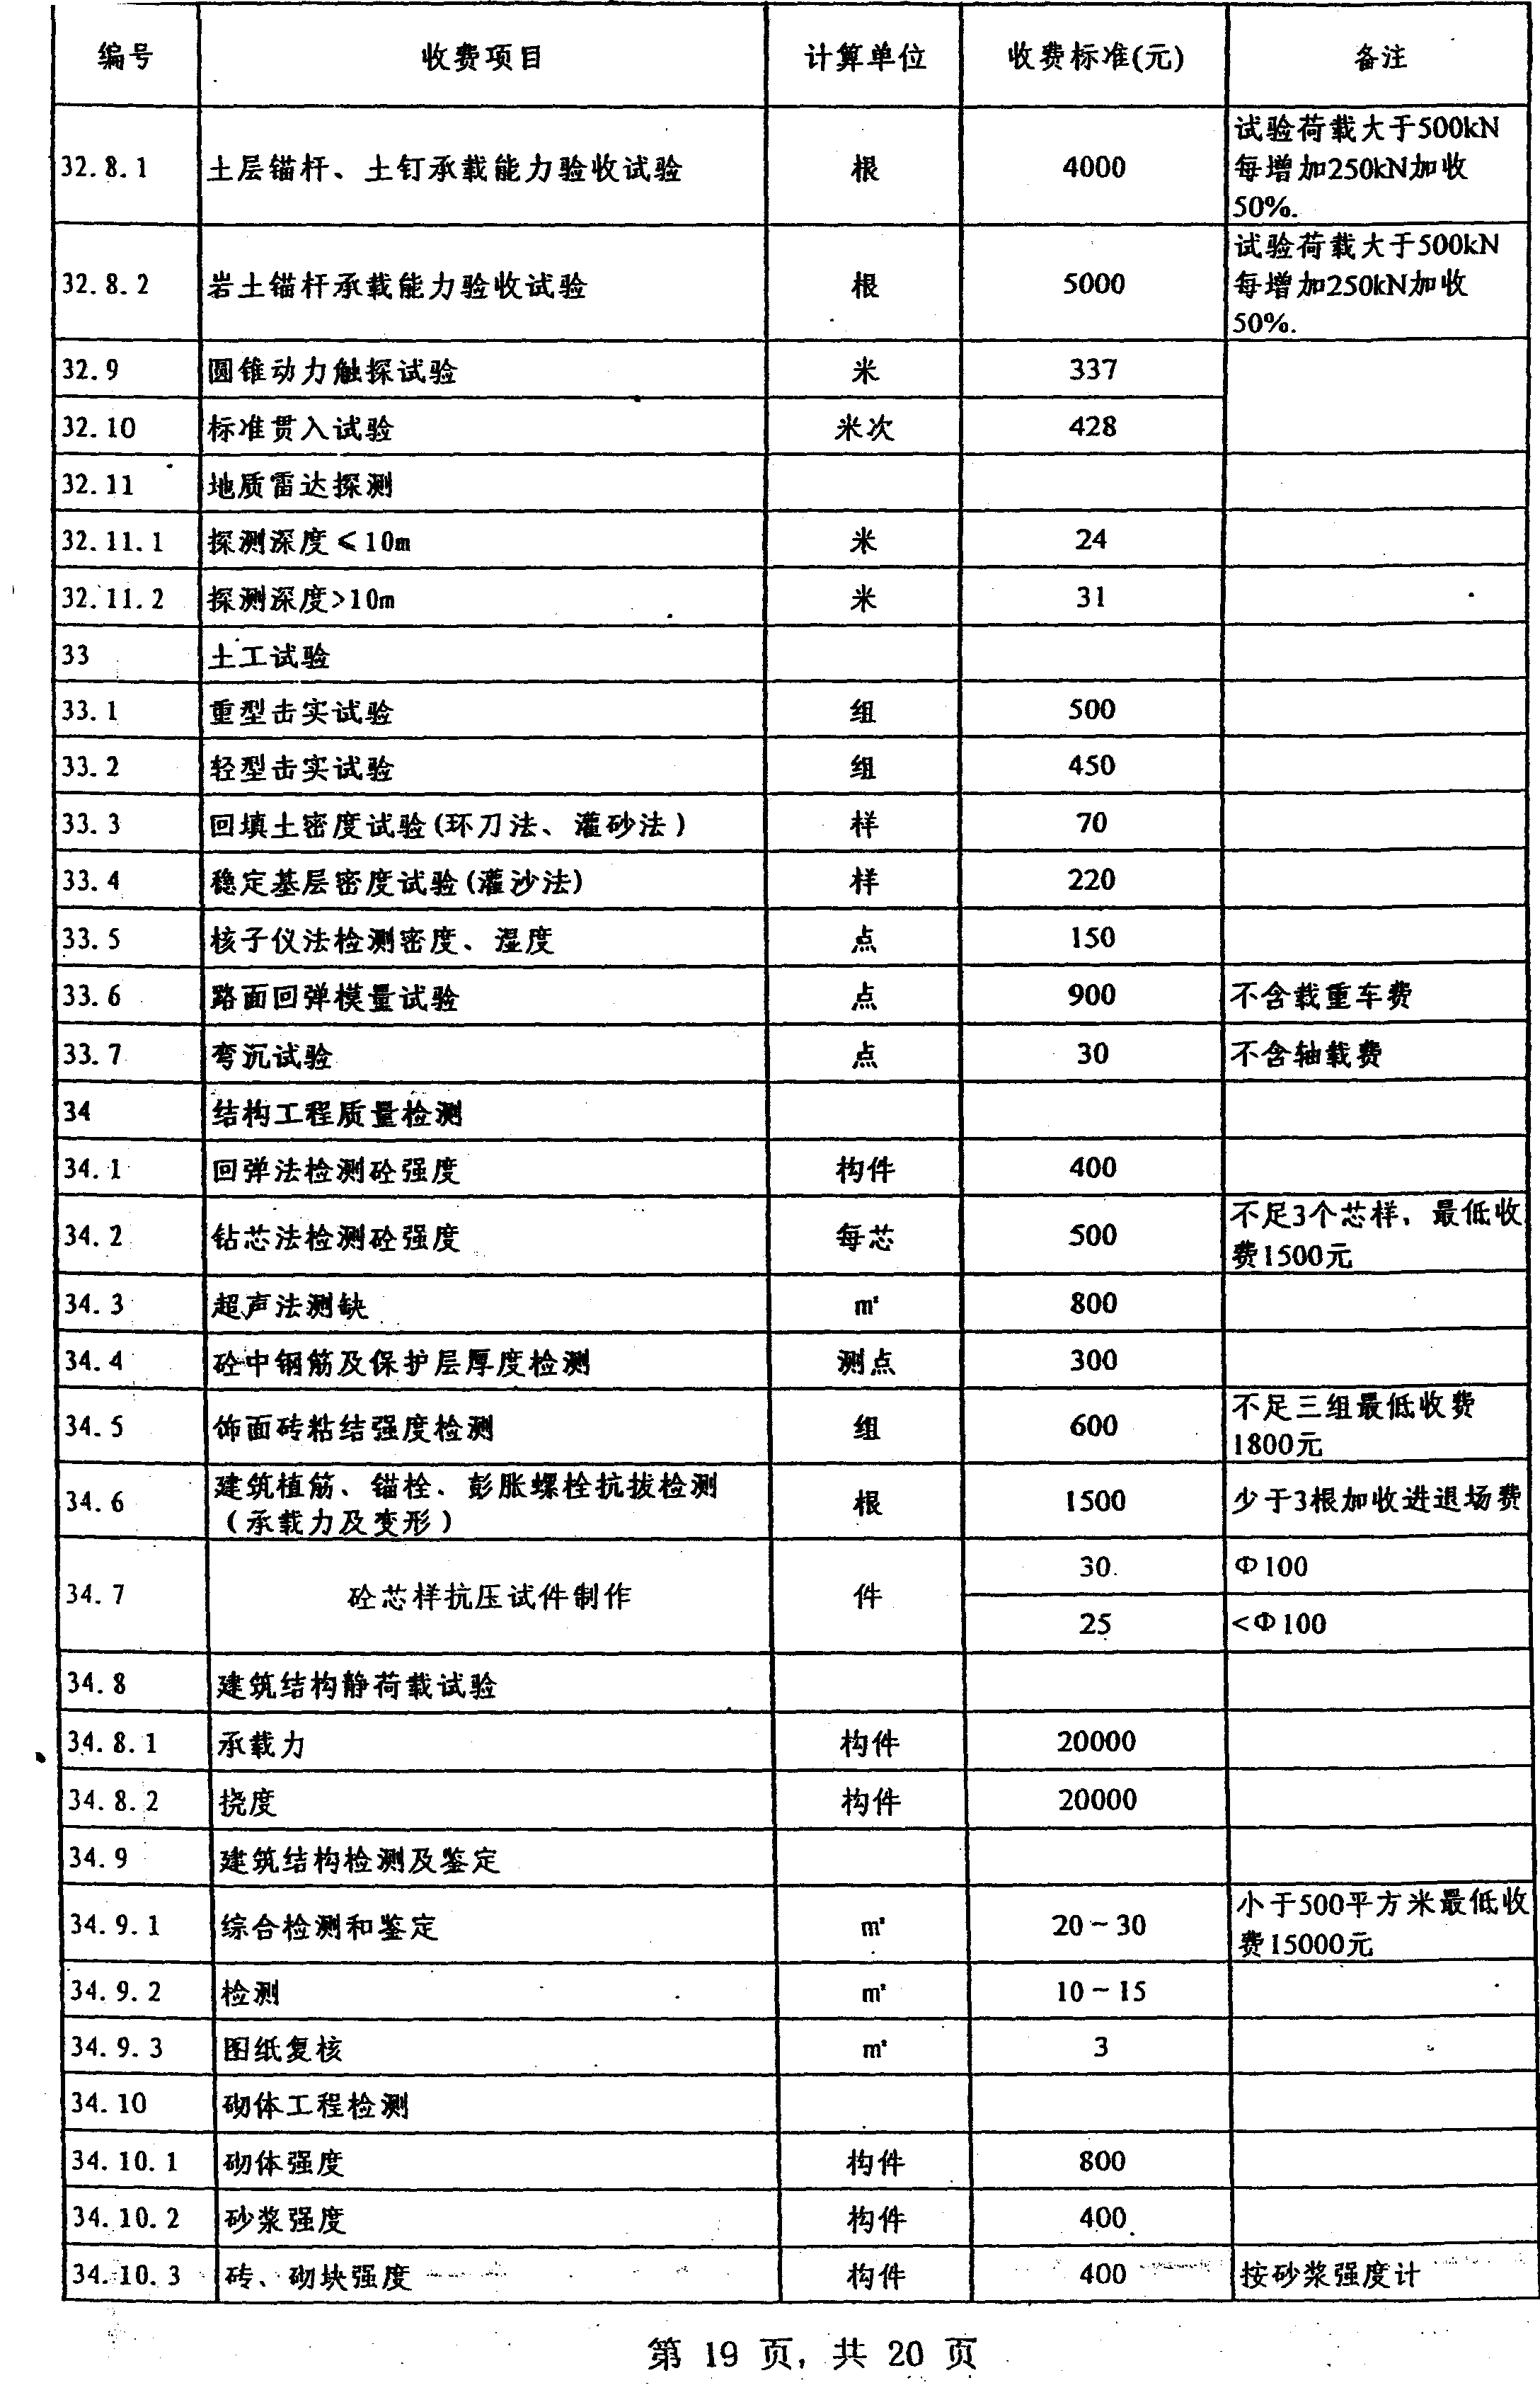 编号 收费项目 计算单位 收费标准(元) 备注
32.8.1 土层锚杆、土钉承载能力验收试验 根 4000 试验荷载大于500kN
每增加250kN加收
50%.
32.8.2 岩土锚杆承载能力验收试验 根 5000 试验荷载大于500kN
每增加250kN加收
50%.
32.9 圆锥动力触探试验 米 337
32.10 标准贯入试验 米次 428
32.11 地质雷达探测
32.11.1 探测深度≤10m 米 24
32.11.2 探测深度>10m 米 31
33 土工试验
33.1 重型击实试验 组 500
33.2 轻型击实试验 组 450
33.3 回填土密度试验(环刀法、灌砂法) 样 70
33.4 稳定基层密度试验(灌沙法) 样 220
33.5 核子仪法检测密度、湿度 点 150
33.6 路面回弹模量试验 点 900 不含载重车费
33.7 弯沉试验 点 30 不含轴载费
34 结构工程质量检测
34.1 回弹法检测砼强度 构件 400
34.2 钻芯法检测砼强度 每芯 500 不足3个芯样，最低收
费1500元
34.3 超声法测缺 m² 800
34.4 砼中钢筋及保护层厚度检测 测点 300
34.5 饰面砖粘结强度检测 组 600 不足三组最低收费
1800元
34.6 建筑植筋、锚栓、彭胀螺栓抗拔检测
（承载力及变形） 根 1500 少于3根加收进退场费
34.7 砼芯样抗压试件制作 件 30 Φ100
25 <Φ100
34.8 建筑结构静荷载试验
34.8.1 承载力 构件 20000
34.8.2 挠度 构件 20000
34.9 建筑结构检测及鉴定
34.9.1 综合检测和鉴定 m² 20~30 小于500平方米最低收
费15000元
34.9.2 检测 m² 10~15
34.9.3 图纸复核 m² 3
34.10 砌体工程检测
34.10.1 砌体强度 构件 800
34.10.2 砂浆强度 构件 400
34.10.3 砖、砌块强度 构件 400 按砂浆强度计
第 19 页，共 20 页